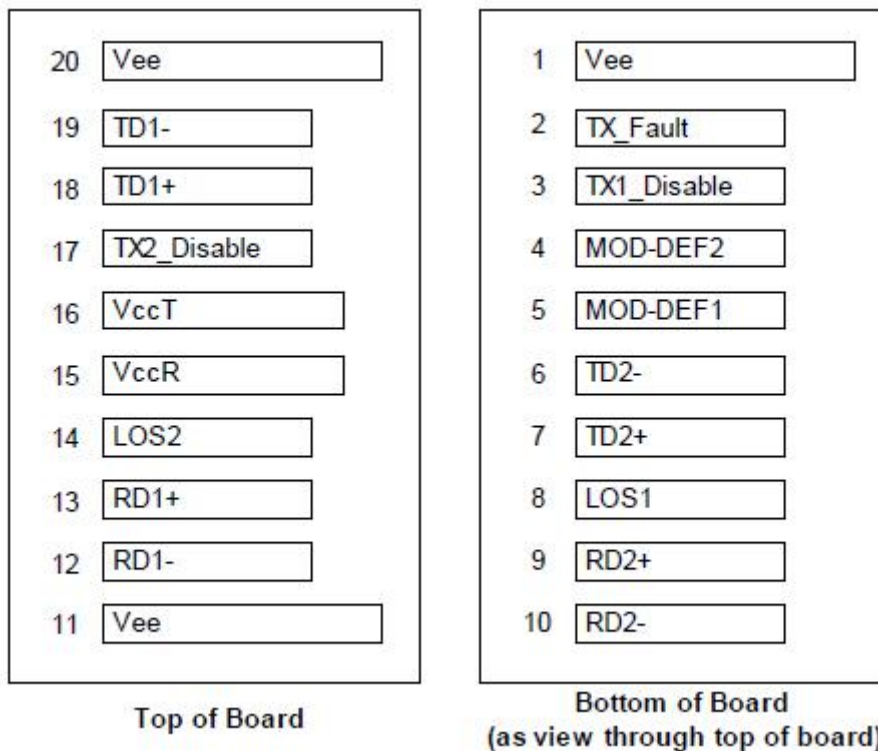 20 Vee
19 TD1-
18 TD1+
17 TX2_Disable
16 VccT
15 VccR
14 LOS2
13 RD1+
12 RD1-
11 Vee
Top of Board
1 Vee
2 TX_Fault
3 TX1_Disable
4 MOD-DEF2
5 MOD-DEF1
6 TD2-
7 TD2+
8 LOS1
9 RD2+
10 RD2-
Bottom of Board
(as view through top of board)